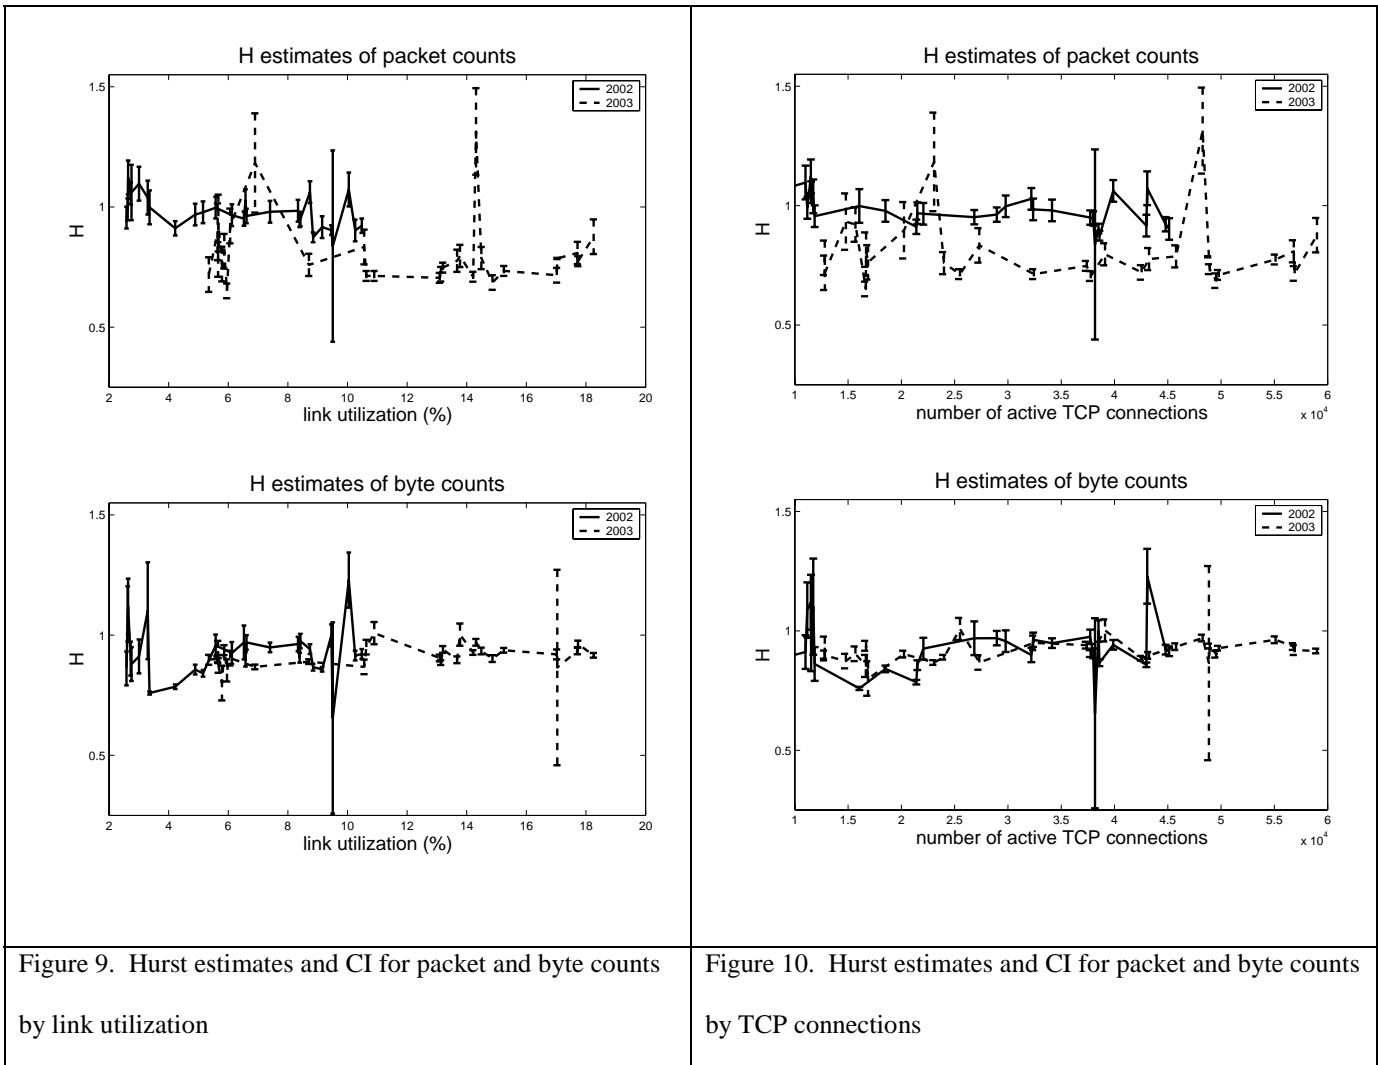 H estimates of packet counts
2002
2003
1.5
1
0.5
H
2 4 6 8 10 12 14 16 18 20
link utilization (%)
H estimates of byte counts
2002
2003
1.5
1
0.5
H
2 4 6 8 10 12 14 16 18 20
link utilization (%)
Figure 9. Hurst estimates and CI for packet and byte counts
by link utilization
H estimates of packet counts
2002
2003
1.5
1
0.5
H
1 1.5 2 2.5 3 3.5 4 4.5 5 5.5 6
number of active TCP connections
x 10^4
H estimates of byte counts
2002
2003
1.5
1
0.5
H
1 1.5 2 2.5 3 3.5 4 4.5 5 5.5 6
number of active TCP connections
x 10^4
Figure 10. Hurst estimates and CI for packet and byte counts
by TCP connections